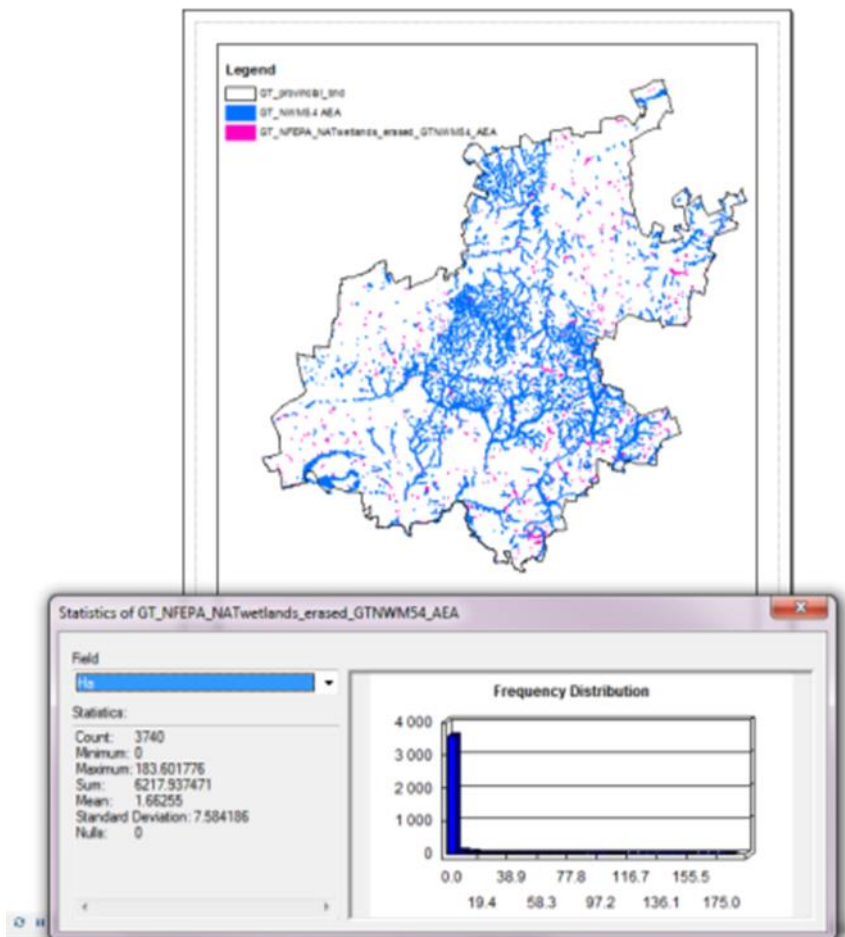 Legend
GT_provincial_bnd
GT_NWM5.4 AEA
GT_NFEPA_NATwetlands_erased_GTNWM54_AEA
Statistics of GT_NFEPA_NATwetlands_erased_GTNWM54_AEA
Field
Ha
Statistics:
Count: 3740
Minimum: 0
Maximum: 183.601776
Sum: 6217.937471
Mean: 1.66255
Standard Deviation: 7.584186
Nulls: 0
Frequency Distribution
4 000
3 000
2 000
1 000
0
0.0 38.9 77.8 116.7 155.5
19.4 58.3 97.2 136.1 175.0